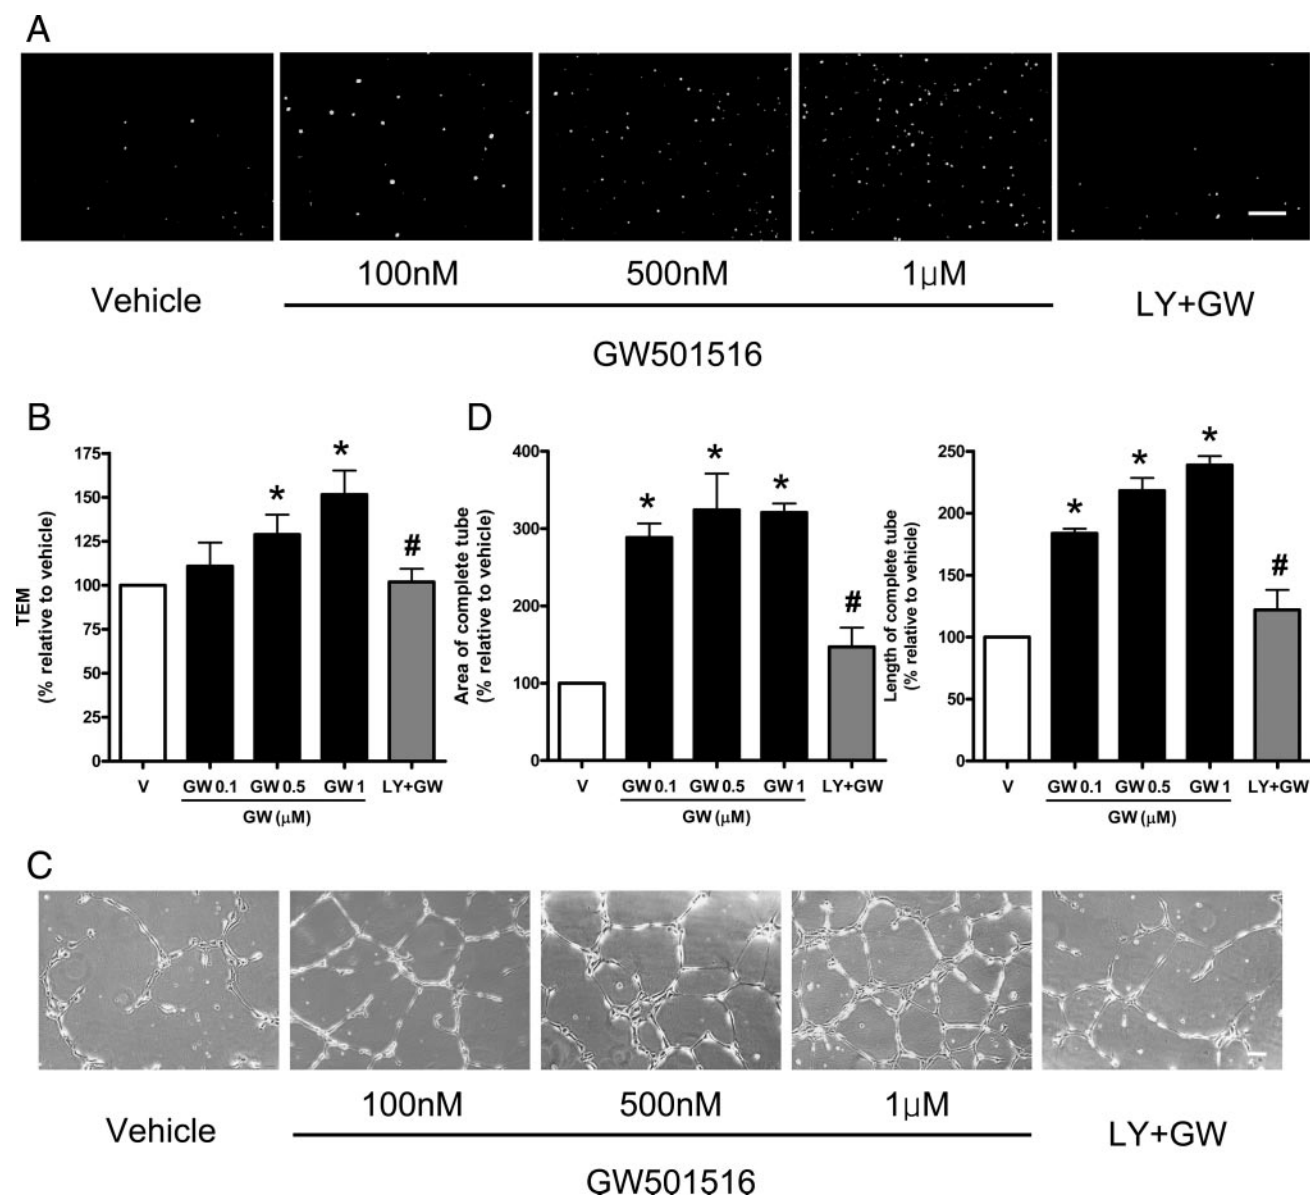 A
Vehicle
100nM
500nM
1μM
LY+GW
GW501516
B
TEM
(% relative to vehicle)
175
150
125
100
75
50
25
0
*
*
#
V
GW 0.1
GW 0.5
GW 1
LY+GW
GW (μM)
D
Area of complete tube
(% relative to vehicle)
400
300
200
100
0
*
*
*
#
V
GW 0.1
GW 0.5
GW 1
LY+GW
GW (μM)
Length of complete tube
(% relative to vehicle)
250
200
150
100
50
0
*
*
*
#
V
GW 0.1
GW 0.5
GW 1
LY+GW
GW (μM)
C
Vehicle
100nM
500nM
1μM
LY+GW
GW501516